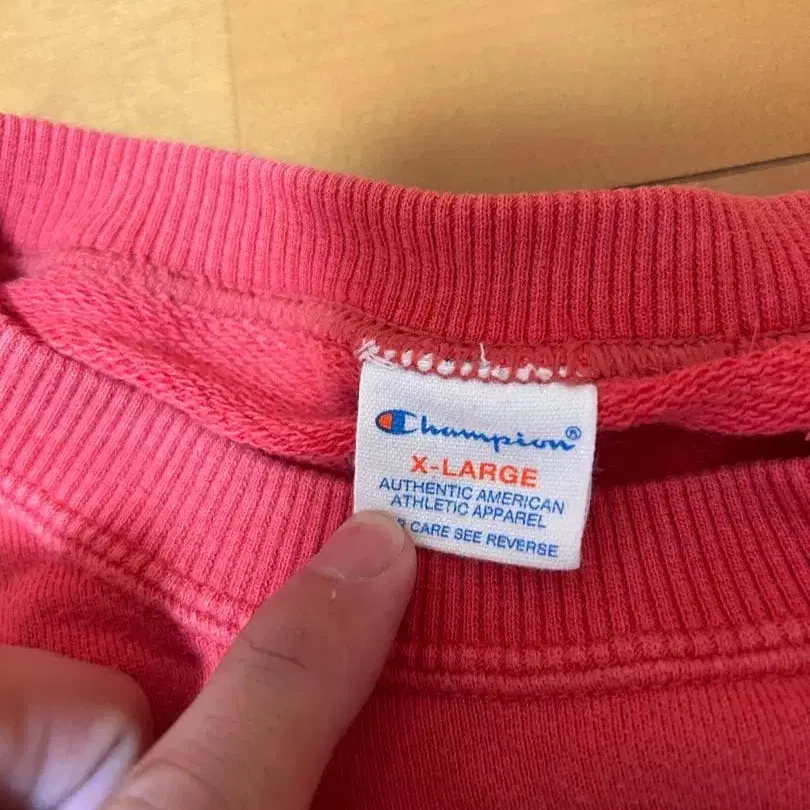 Champion®
X-LARGE
AUTHENTIC AMERICAN
ATHLETIC APPAREL
CARE SEE REVERSE